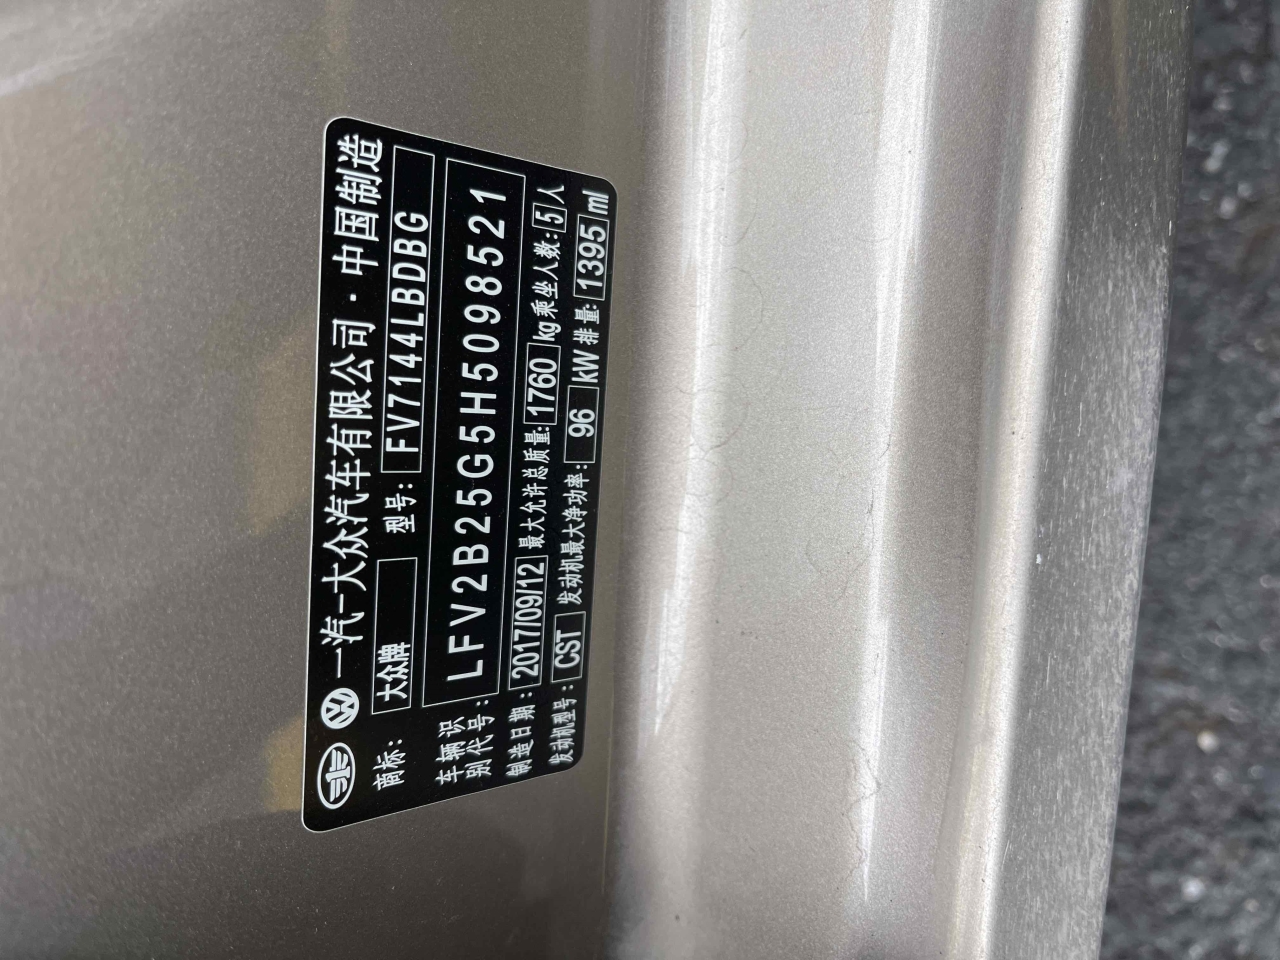 一汽-大众汽车有限公司·中国制造
商标: 大众牌 型号: FV7144LBDBG
车辆识别代号: LFV2B25G5H5098521
制造日期: 2017/09/12 最大允许总质量: 1760 kg 乘坐人数: 5 人
发动机型号: CST 发动机最大净功率: 96 kW 排量: 1395 ml